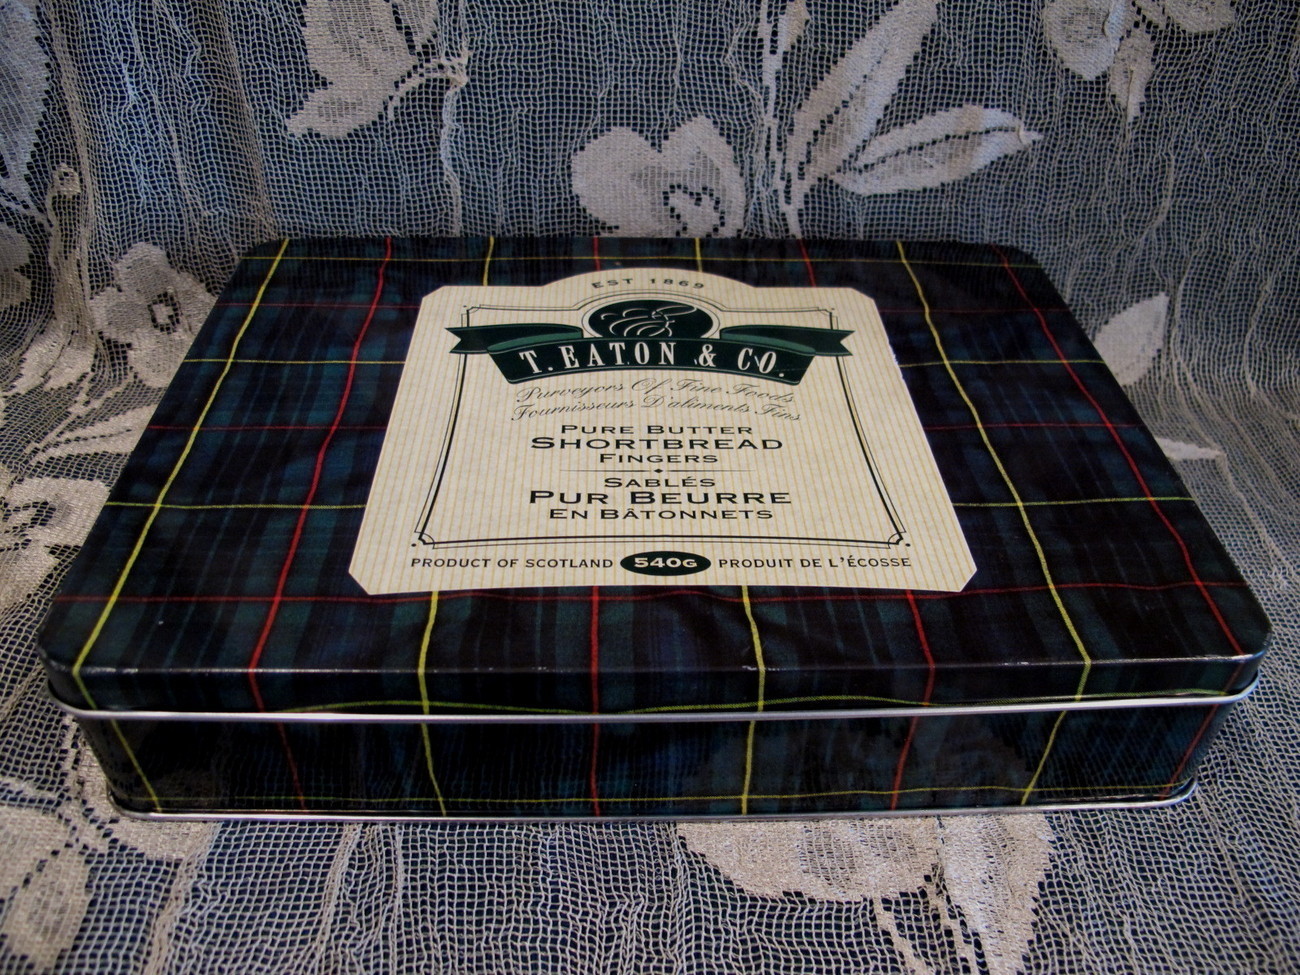 EST 1869
T. EATON & CO.
Purveyors Of Fine Foods
Fournisseurs D'aliments Fins
PURE BUTTER
SHORTBREAD
FINGERS
SABLÉS
PUR BEURRE
EN BÂTONNETS
PRODUCT OF SCOTLAND 540G PRODUIT DE L'ÉCOSSE